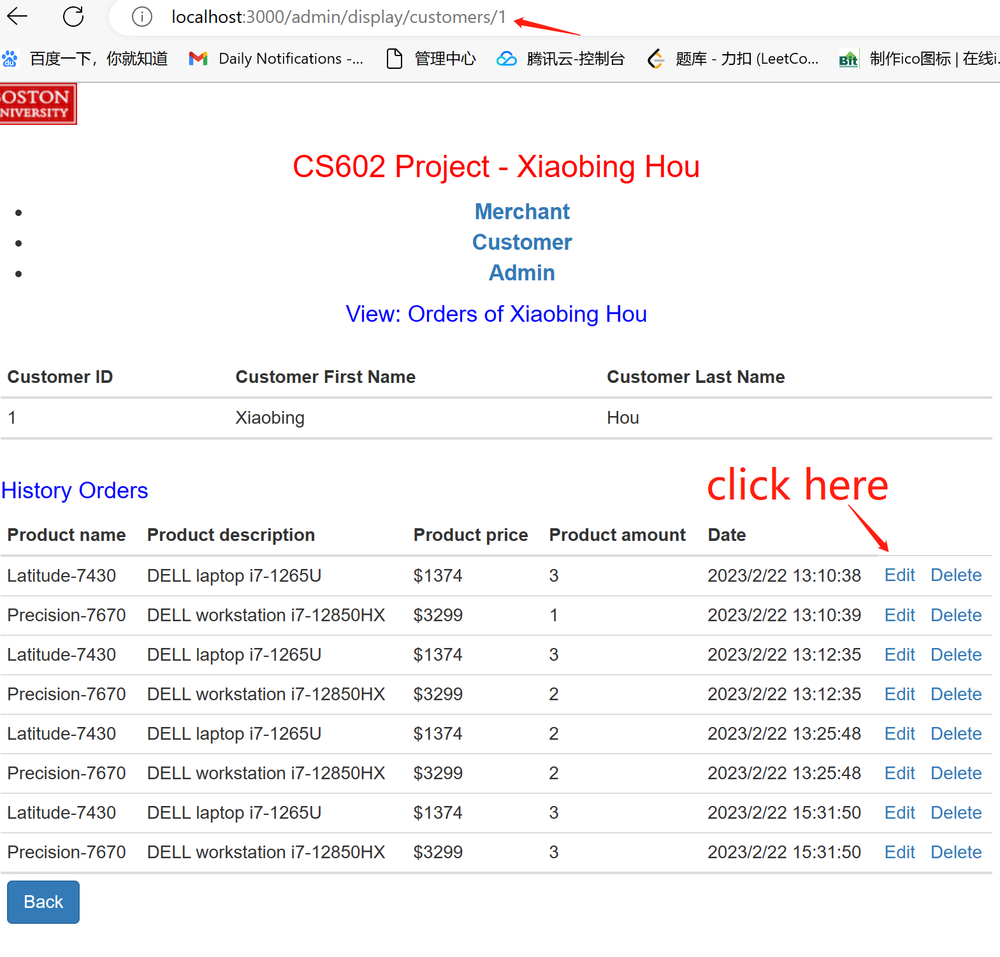 localhost:3000/admin/display/customers/1
百度一下，你就知道 Daily Notifications -... 管理中心 腾讯云-控制台 题库 - 力扣 (LeetCo... Bit 制作ico图标 | 在线i.
OSTON
NIVERSITY
CS602 Project - Xiaobing Hou
Merchant
Customer
Admin
View: Orders of Xiaobing Hou
Customer ID Customer First Name Customer Last Name
1 Xiaobing Hou
click here
History Orders
Product name Product description Product price Product amount Date
Latitude-7430 DELL laptop i7-1265U $1374 3 2023/2/22 13:10:38 Edit Delete
Precision-7670 DELL workstation i7-12850HX $3299 1 2023/2/22 13:10:39 Edit Delete
Latitude-7430 DELL laptop i7-1265U $1374 3 2023/2/22 13:12:35 Edit Delete
Precision-7670 DELL workstation i7-12850HX $3299 2 2023/2/22 13:12:35 Edit Delete
Latitude-7430 DELL laptop i7-1265U $1374 2 2023/2/22 13:25:48 Edit Delete
Precision-7670 DELL workstation i7-12850HX $3299 2 2023/2/22 13:25:48 Edit Delete
Latitude-7430 DELL laptop i7-1265U $1374 3 2023/2/22 15:31:50 Edit Delete
Precision-7670 DELL workstation i7-12850HX $3299 3 2023/2/22 15:31:50 Edit Delete
Back